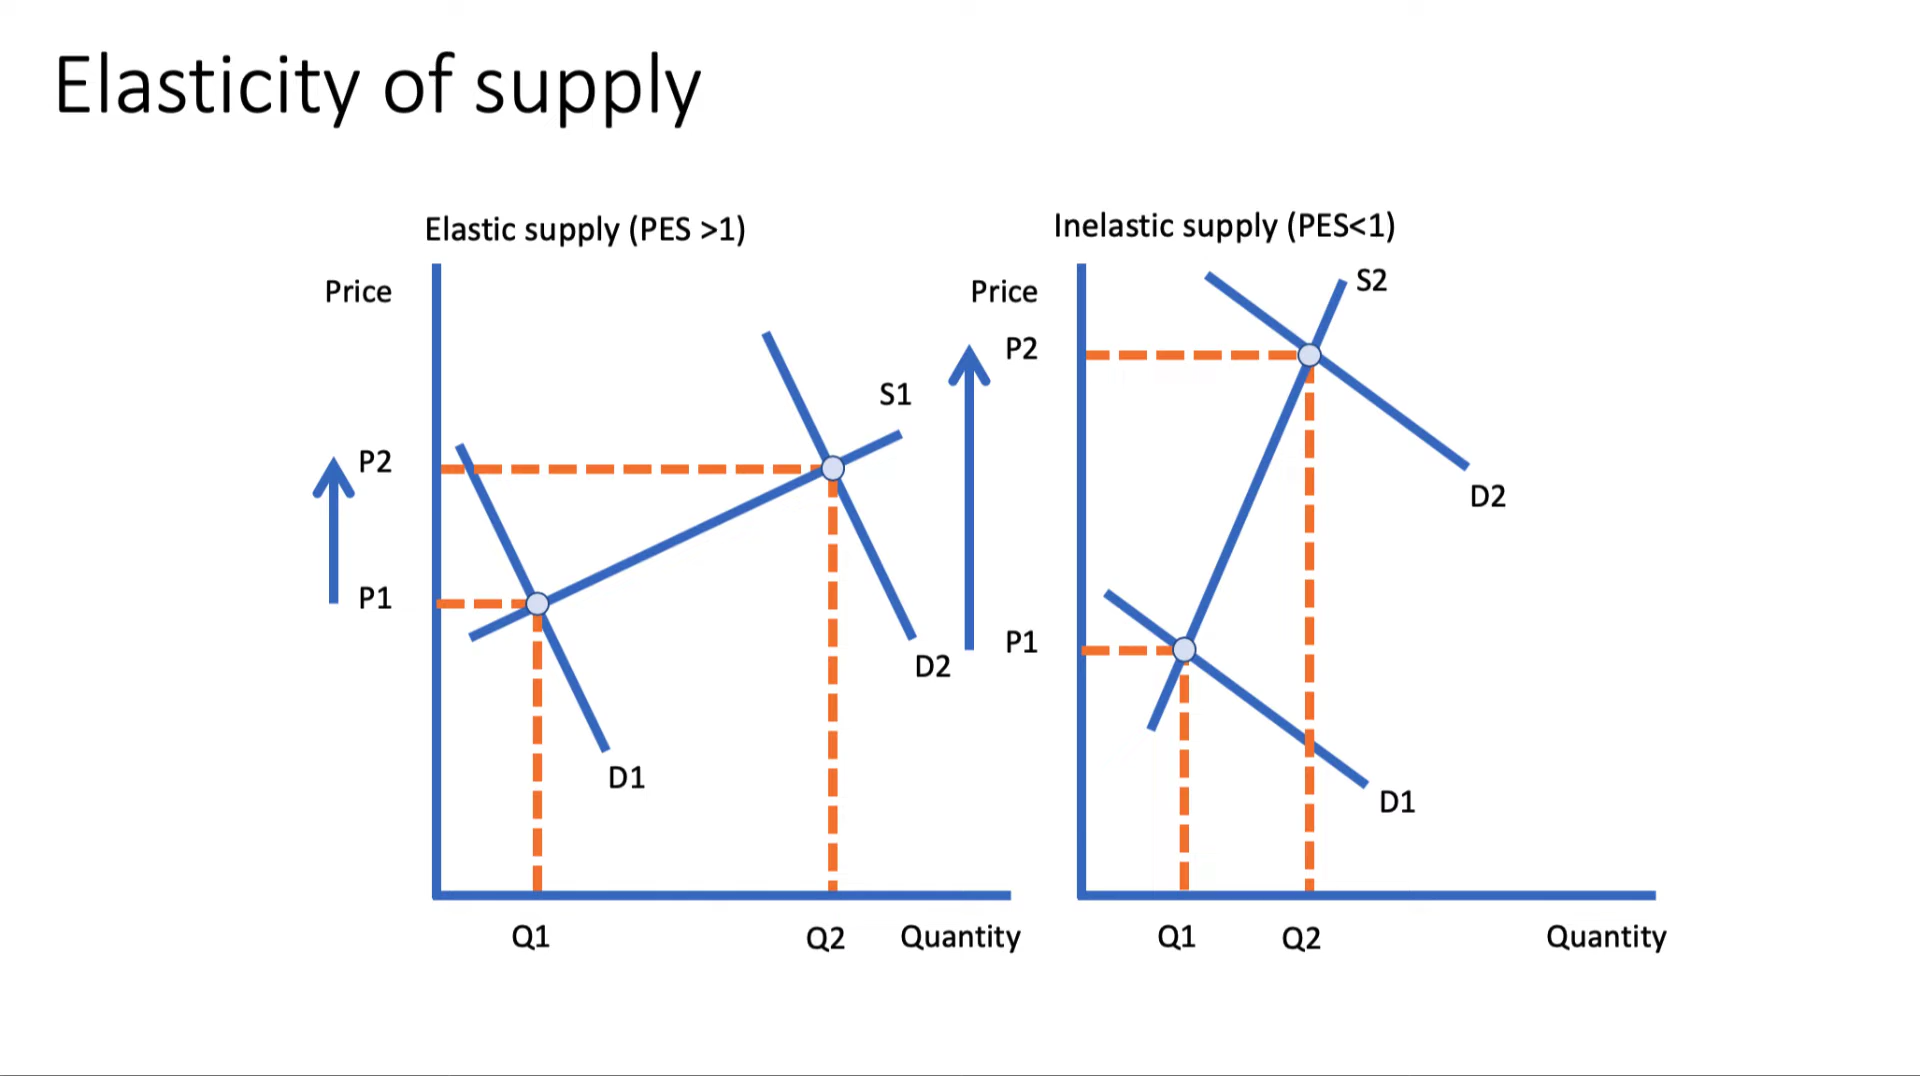 Elasticity of supply
Elastic supply (PES >1)
Price
S1
P2
P1
D2
D1
Q1
Q2
Quantity
Inelastic supply (PES<1)
Price
S2
P2
D2
P1
D1
Q1
Q2
Quantity